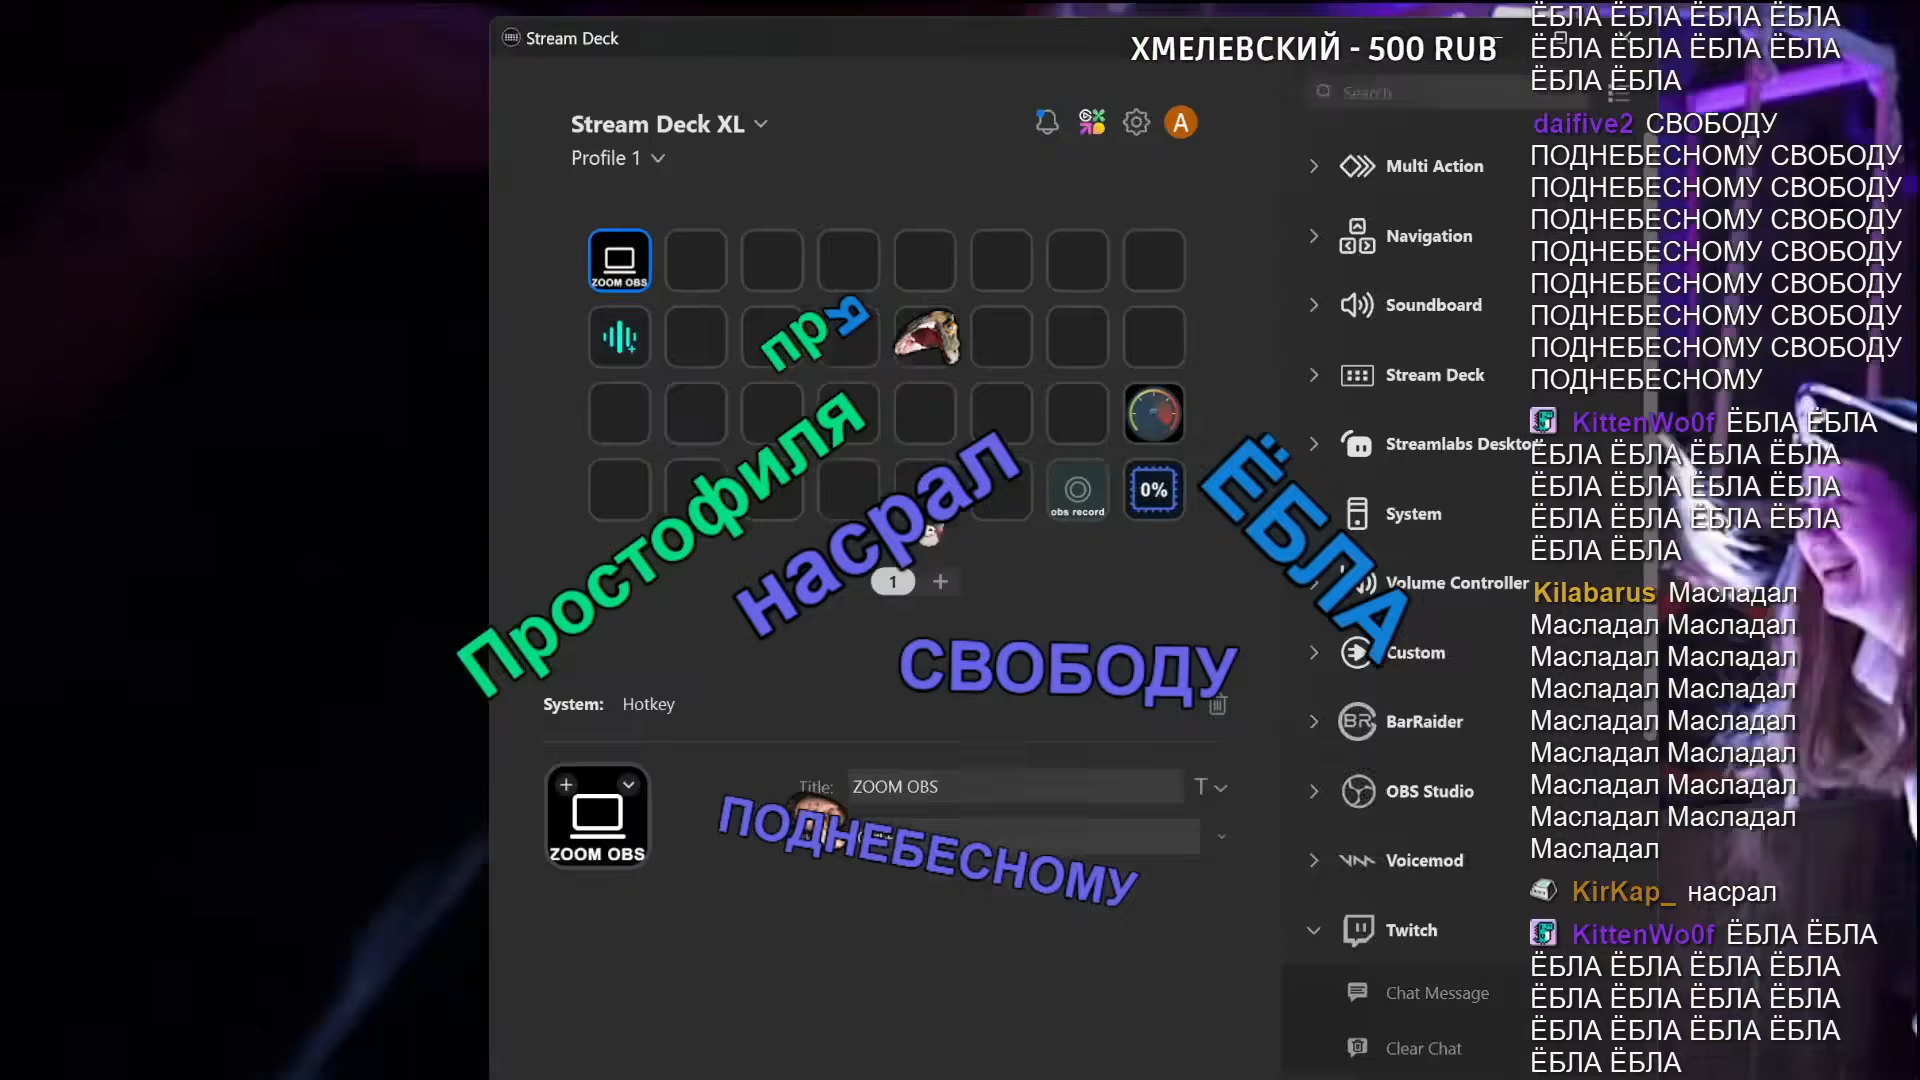 Stream Deck
ХМЕЛЕВСКИЙ - 500 RUB
Search
Stream Deck XL
A
Profile 1
ZOOM OBS
obs record
0%
1
System: Hotkey
Title: ZOOM OBS
T
ZOOM OBS
Multi Action
Navigation
Soundboard
Stream Deck
Streamlabs Deskto
System
Volume Controller
Custom
BR BarRaider
OBS Studio
Voicemod
Twitch
Chat Message
Clear Chat
пря
Простофиля
насрал
ЁБЛА
СВОБОДУ
ПОДНЕБЕСНОМУ
ЁБЛА ЁБЛА ЁБЛА ЁБЛА
ЁБЛА ЁБЛА ЁБЛА ЁБЛА
ЁБЛА ЁБЛА
daifive2 СВОБОДУ
ПОДНЕБЕСНОМУ СВОБОДУ
ПОДНЕБЕСНОМУ СВОБОДУ
ПОДНЕБЕСНОМУ СВОБОДУ
ПОДНЕБЕСНОМУ СВОБОДУ
ПОДНЕБЕСНОМУ СВОБОДУ
ПОДНЕБЕСНОМУ СВОБОДУ
ПОДНЕБЕСНОМУ СВОБОДУ
ПОДНЕБЕСНОМУ
KittenWo0f ЁБЛА ЁБЛА
ЁБЛА ЁБЛА ЁБЛА ЁБЛА
ЁБЛА ЁБЛА ЁБЛА ЁБЛА
ЁБЛА ЁБЛА ЁБЛА ЁБЛА
ЁБЛА ЁБЛА
Kilabarus Масладал
Масладал Масладал
Масладал Масладал
Масладал Масладал
Масладал Масладал
Масладал Масладал
Масладал Масладал
Масладал Масладал
Масладал
KirKap_ насрал
KittenWo0f ЁБЛА ЁБЛА
ЁБЛА ЁБЛА ЁБЛА ЁБЛА
ЁБЛА ЁБЛА ЁБЛА ЁБЛА
ЁБЛА ЁБЛА ЁБЛА ЁБЛА
ЁБЛА ЁБЛА